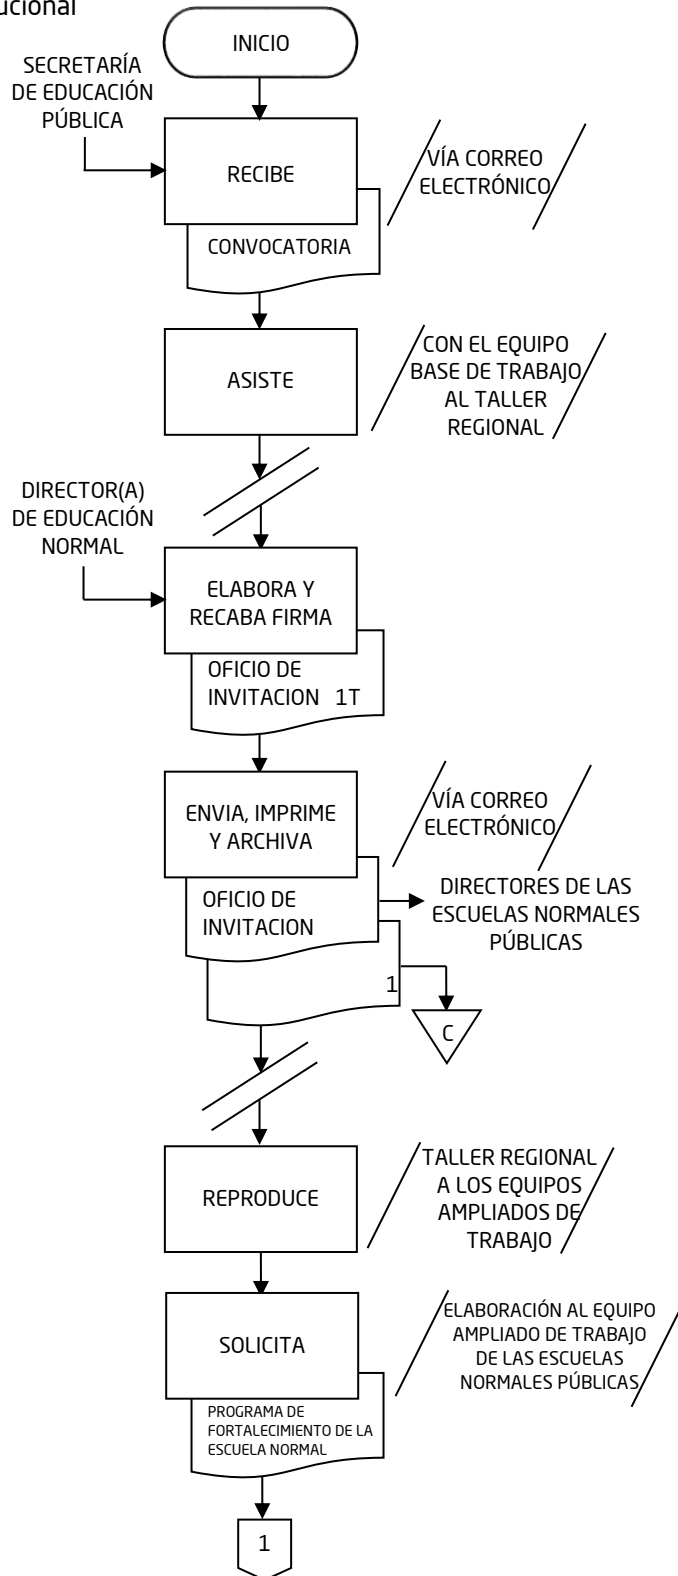 ucional
INICIO
SECRETARÍA
DE EDUCACIÓN
PÚBLICA
RECIBE
VÍA CORREO
ELECTRÓNICO
CONVOCATORIA
ASISTE
CON EL EQUIPO
BASE DE TRABAJO
AL TALLER
REGIONAL
DIRECTOR(A)
DE EDUCACIÓN
NORMAL
ELABORA Y
RECABA FIRMA
OFICIO DE
INVITACION 1T
ENVIA, IMPRIME
Y ARCHIVA
VÍA CORREO
ELECTRÓNICO
OFICIO DE
INVITACION
DIRECTORES DE LAS
ESCUELAS NORMALES
PÚBLICAS
1
C
REPRODUCE
TALLER REGIONAL
A LOS EQUIPOS
AMPLIADOS DE
TRABAJO
SOLICITA
ELABORACIÓN AL EQUIPO
AMPLIADO DE TRABAJO
DE LAS ESCUELAS
NORMALES PÚBLICAS
PROGRAMA DE
FORTALECIMIENTO DE LA
ESCUELA NORMAL
1